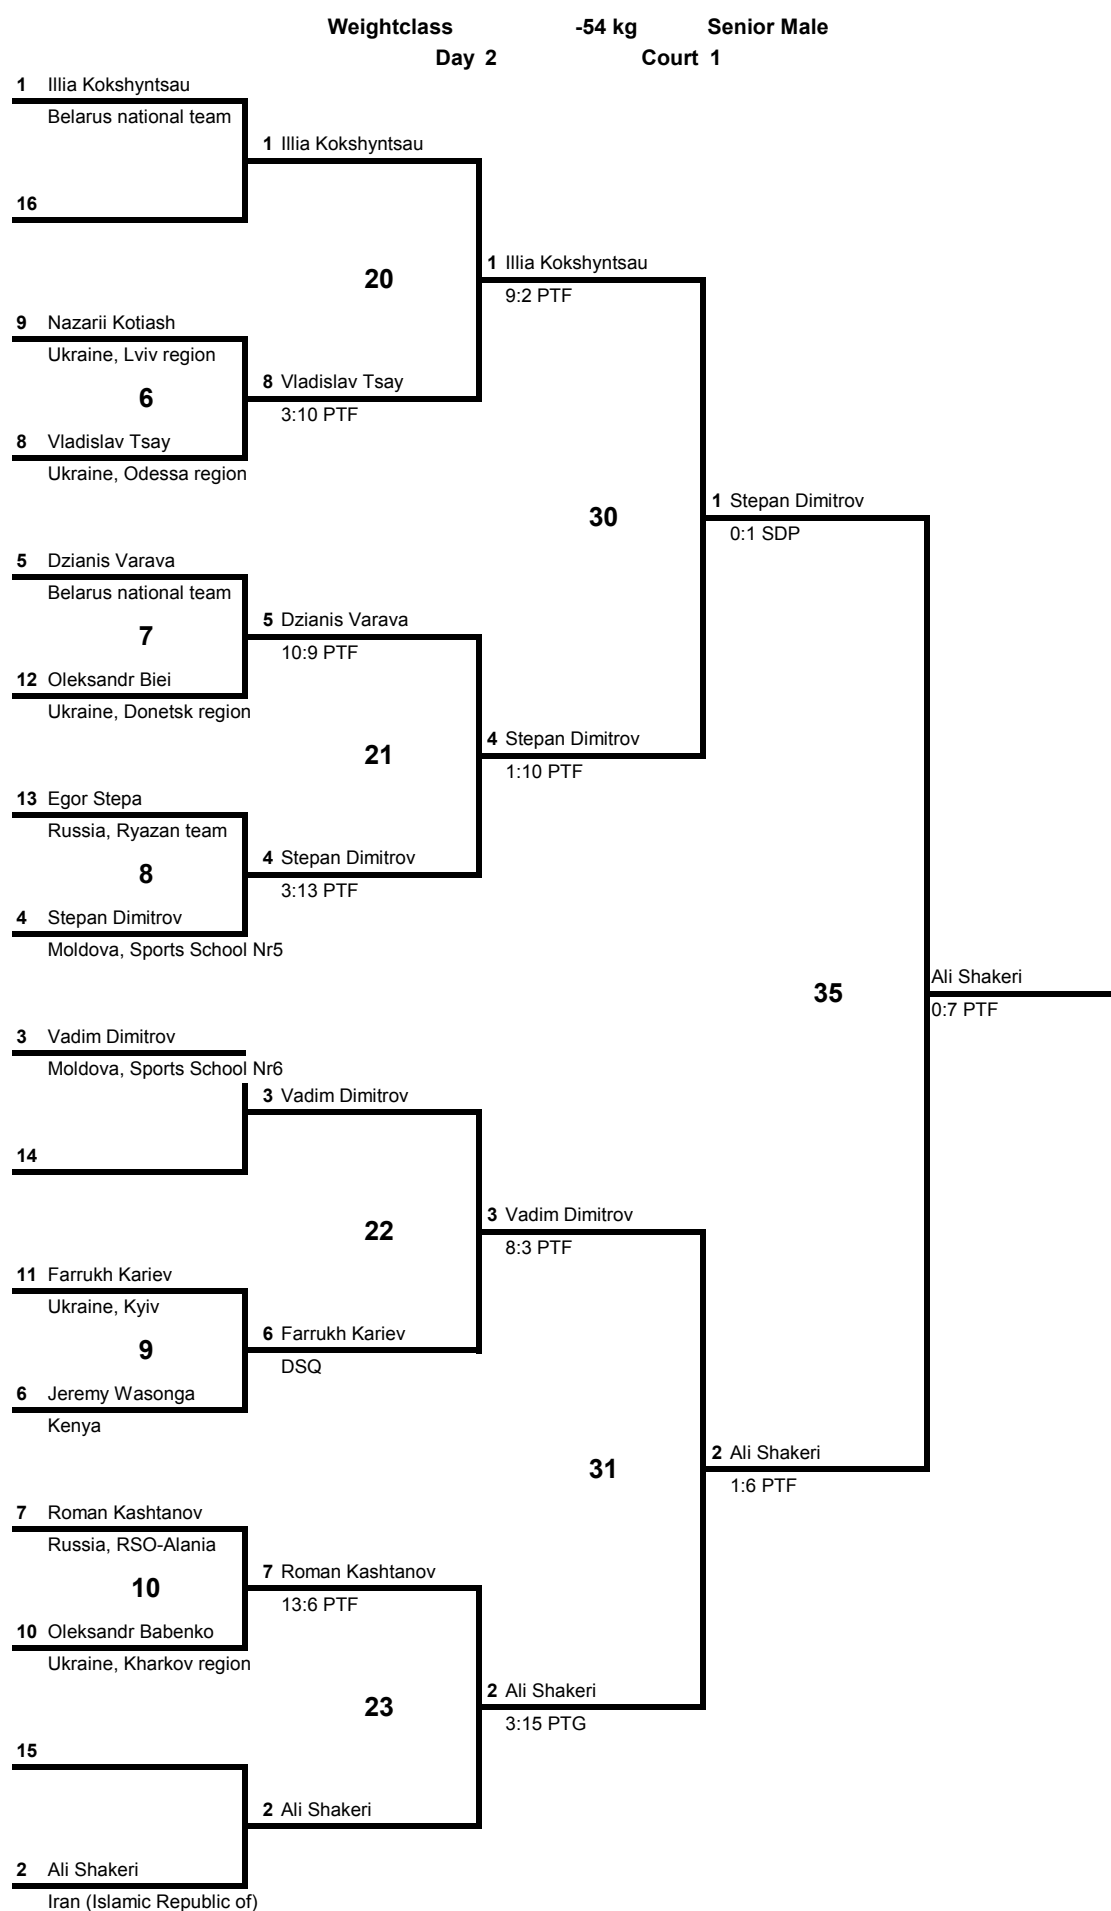 Weightclass -54 kg Senior Male
Day 2 Court 1
1 Illia Kokshyntsau
Belarus national team
1 Illia Kokshyntsau
16
20
1 Illia Kokshyntsau
9:2 PTF
9 Nazarii Kotiash
Ukraine, Lviv region
6
8 Vladislav Tsay
3:10 PTF
8 Vladislav Tsay
Ukraine, Odessa region
30
1 Stepan Dimitrov
0:1 SDP
5 Dzianis Varava
Belarus national team
7
5 Dzianis Varava
10:9 PTF
12 Oleksandr Biei
Ukraine, Donetsk region
21
4 Stepan Dimitrov
1:10 PTF
13 Egor Stepa
Russia, Ryazan team
8
4 Stepan Dimitrov
3:13 PTF
4 Stepan Dimitrov
Moldova, Sports School Nr5
35
Ali Shakeri
0:7 PTF
3 Vadim Dimitrov
Moldova, Sports School Nr6
3 Vadim Dimitrov
14
22
3 Vadim Dimitrov
8:3 PTF
11 Farrukh Kariev
Ukraine, Kyiv
9
6 Farrukh Kariev
DSQ
6 Jeremy Wasonga
Kenya
31
2 Ali Shakeri
1:6 PTF
7 Roman Kashtanov
Russia, RSO-Alania
10
7 Roman Kashtanov
13:6 PTF
10 Oleksandr Babenko
Ukraine, Kharkov region
23
2 Ali Shakeri
3:15 PTG
15
2 Ali Shakeri
2 Ali Shakeri
Iran (Islamic Republic of)